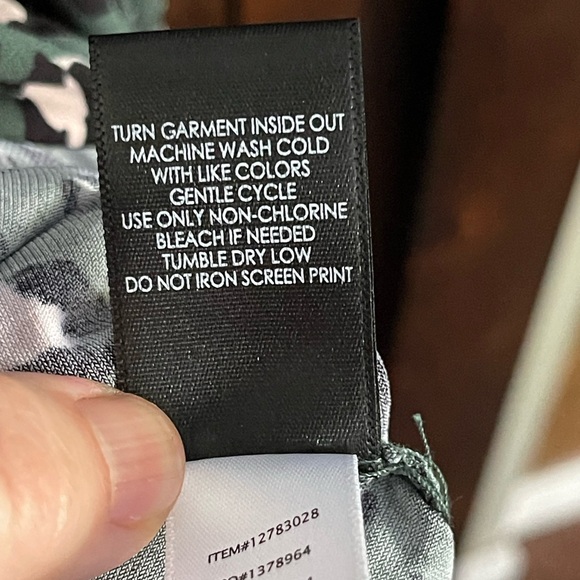 TURN GARMENT INSIDE OUT
MACHINE WASH COLD
WITH LIKE COLORS
GENTLE CYCLE
USE ONLY NON-CHLORINE
BLEACH IF NEEDED
TUMBLE DRY LOW
DO NOT IRON SCREEN PRINT
ITEM#12783028
#1378964